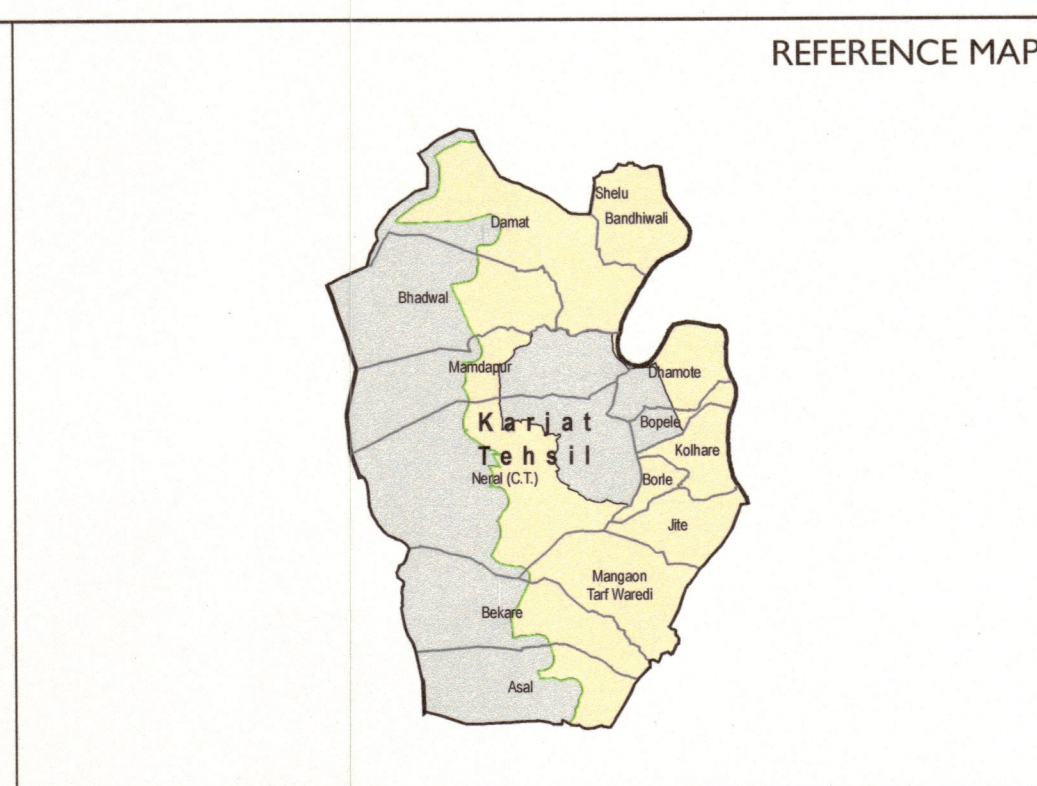 REFERENCE MAP
Shelu
Bandhiwali
Damat
Bhadwal
Mamdapur
Dhamote
Karjat
Tehsil
Bopele
Kolhare
Neral (C.T.)
Borle
Jite
Mangaon
Tarf Waredi
Bekare
Asal